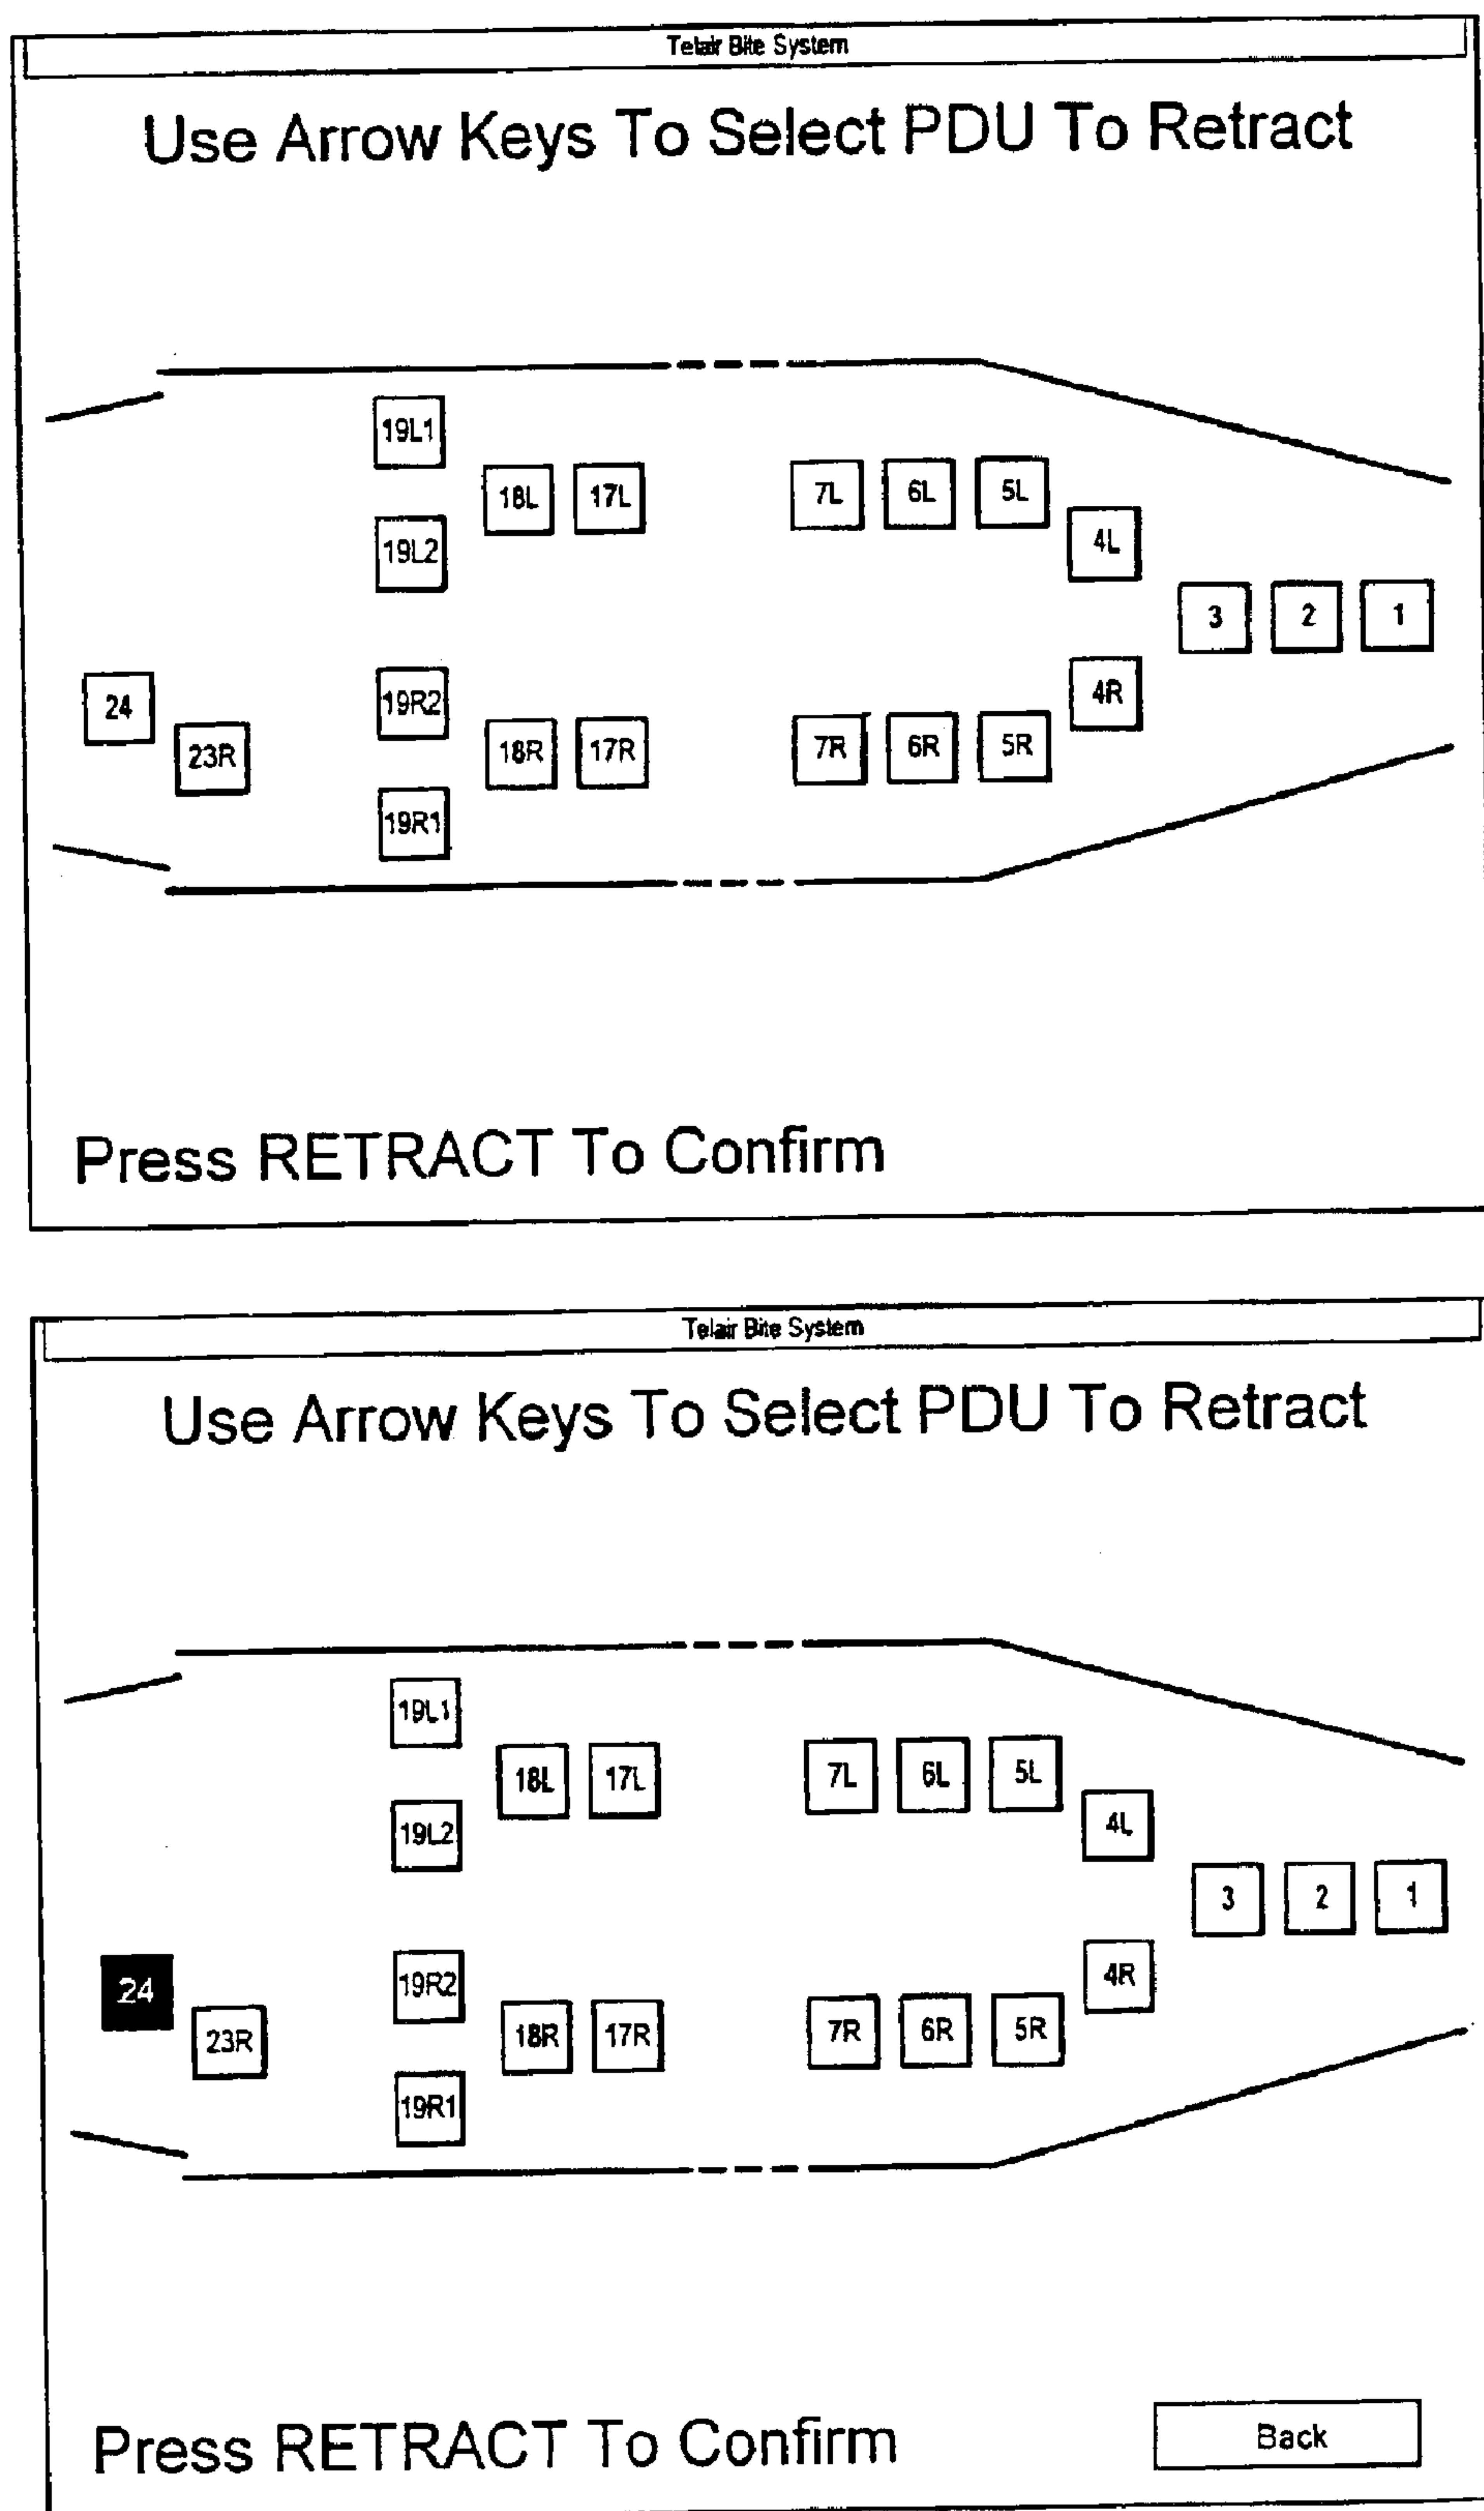 Telair Bite System
Use Arrow Keys To Select PDU To Retract
19L1
18L 17L 7L 6L 5L
19L2 4L
3 2 1
24 19R2 4R
23R 18R 17R 7R 6R 5R
19R1
Press RETRACT To Confirm
Telair Bite System
Use Arrow Keys To Select PDU To Retract
19L1
18L 17L 7L 6L 5L
19L2 4L
3 2 1
24 19R2 4R
23R 18R 17R 7R 6R 5R
19R1
Press RETRACT To Confirm Back